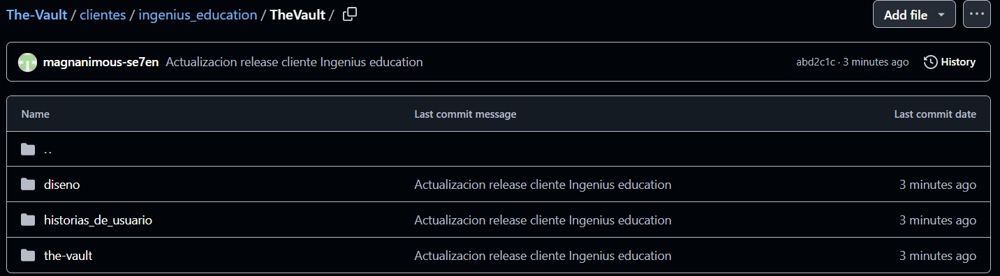 The-Vault / clientes / ingenius_education / TheVault /
Add file
magnanimous-se7en Actualizacion release cliente Ingenius education abd2c1c · 3 minutes ago History
Name Last commit message Last commit date
..
diseno Actualizacion release cliente Ingenius education 3 minutes ago
historias_de_usuario Actualizacion release cliente Ingenius education 3 minutes ago
the-vault Actualizacion release cliente Ingenius education 3 minutes ago